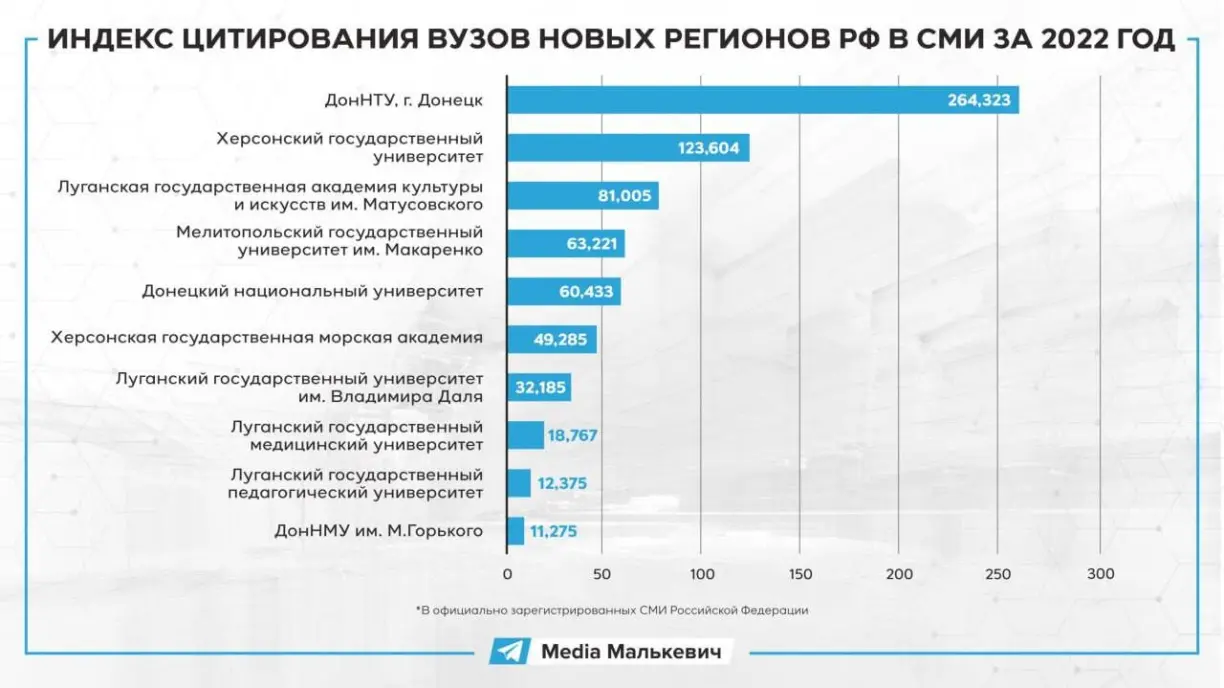 ИНДЕКС ЦИТИРОВАНИЯ ВУЗОВ НОВЫХ РЕГИОНОВ РФ В СМИ ЗА 2022 ГОД
ДонНТУ, г. Донецк
264,323
Херсонский государственный
университет
123,604
Луганская государственная академия культуры
и искусств им. Матусовского
81,005
Мелитопольский государственный
университет им. Макаренко
63,221
Донецкий национальный университет
60,433
Херсонская государственная морская академия
49,285
Луганский государственный университет
им. Владимира Даля
32,185
Луганский государственный
медицинский университет
18,767
Луганский государственный
педагогический университет
12,375
ДонНМУ им. М.Горького
11,275
0 50 100 150 200 250 300
*В официально зарегистрированных СМИ Российской Федерации
Media Малькевич